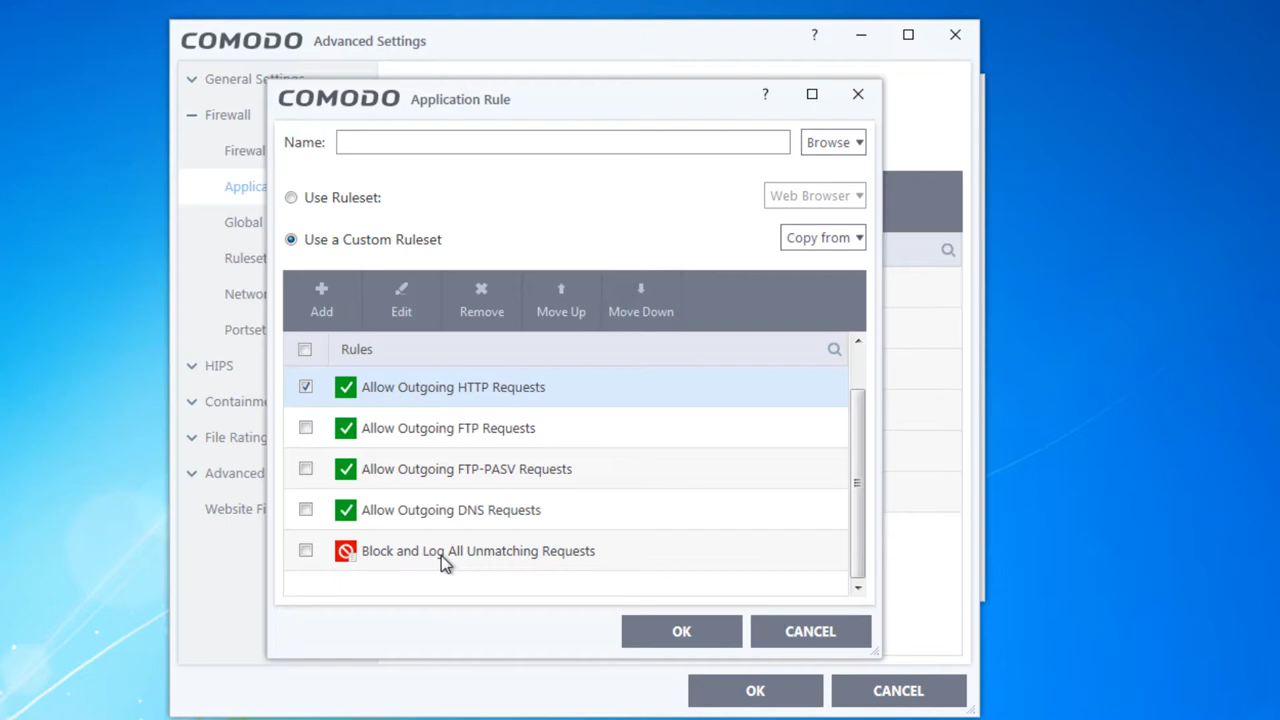 COMODO Advanced Settings
?
General Settings
Firewall
Firewal
Applica
Global
Ruleset
Networ
Portset
HIPS
Containme
File Rating
Advanced
Website Fi
COMODO Application Rule
?
Name:
Browse
Use Ruleset:
Web Browser
Use a Custom Ruleset
Copy from
Add
Edit
Remove
Move Up
Move Down
Rules
Allow Outgoing HTTP Requests
Allow Outgoing FTP Requests
Allow Outgoing FTP-PASV Requests
Allow Outgoing DNS Requests
Block and Log All Unmatching Requests
OK
CANCEL
OK
CANCEL